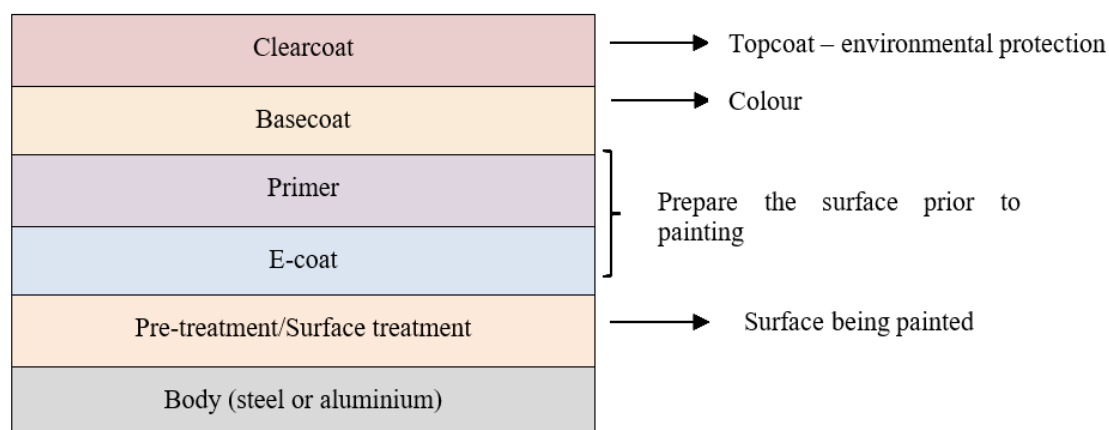 Clearcoat
Topcoat – environmental protection
Basecoat
Colour
Primer
E-coat
Prepare the surface prior to
painting
Pre-treatment/Surface treatment
Surface being painted
Body (steel or aluminium)